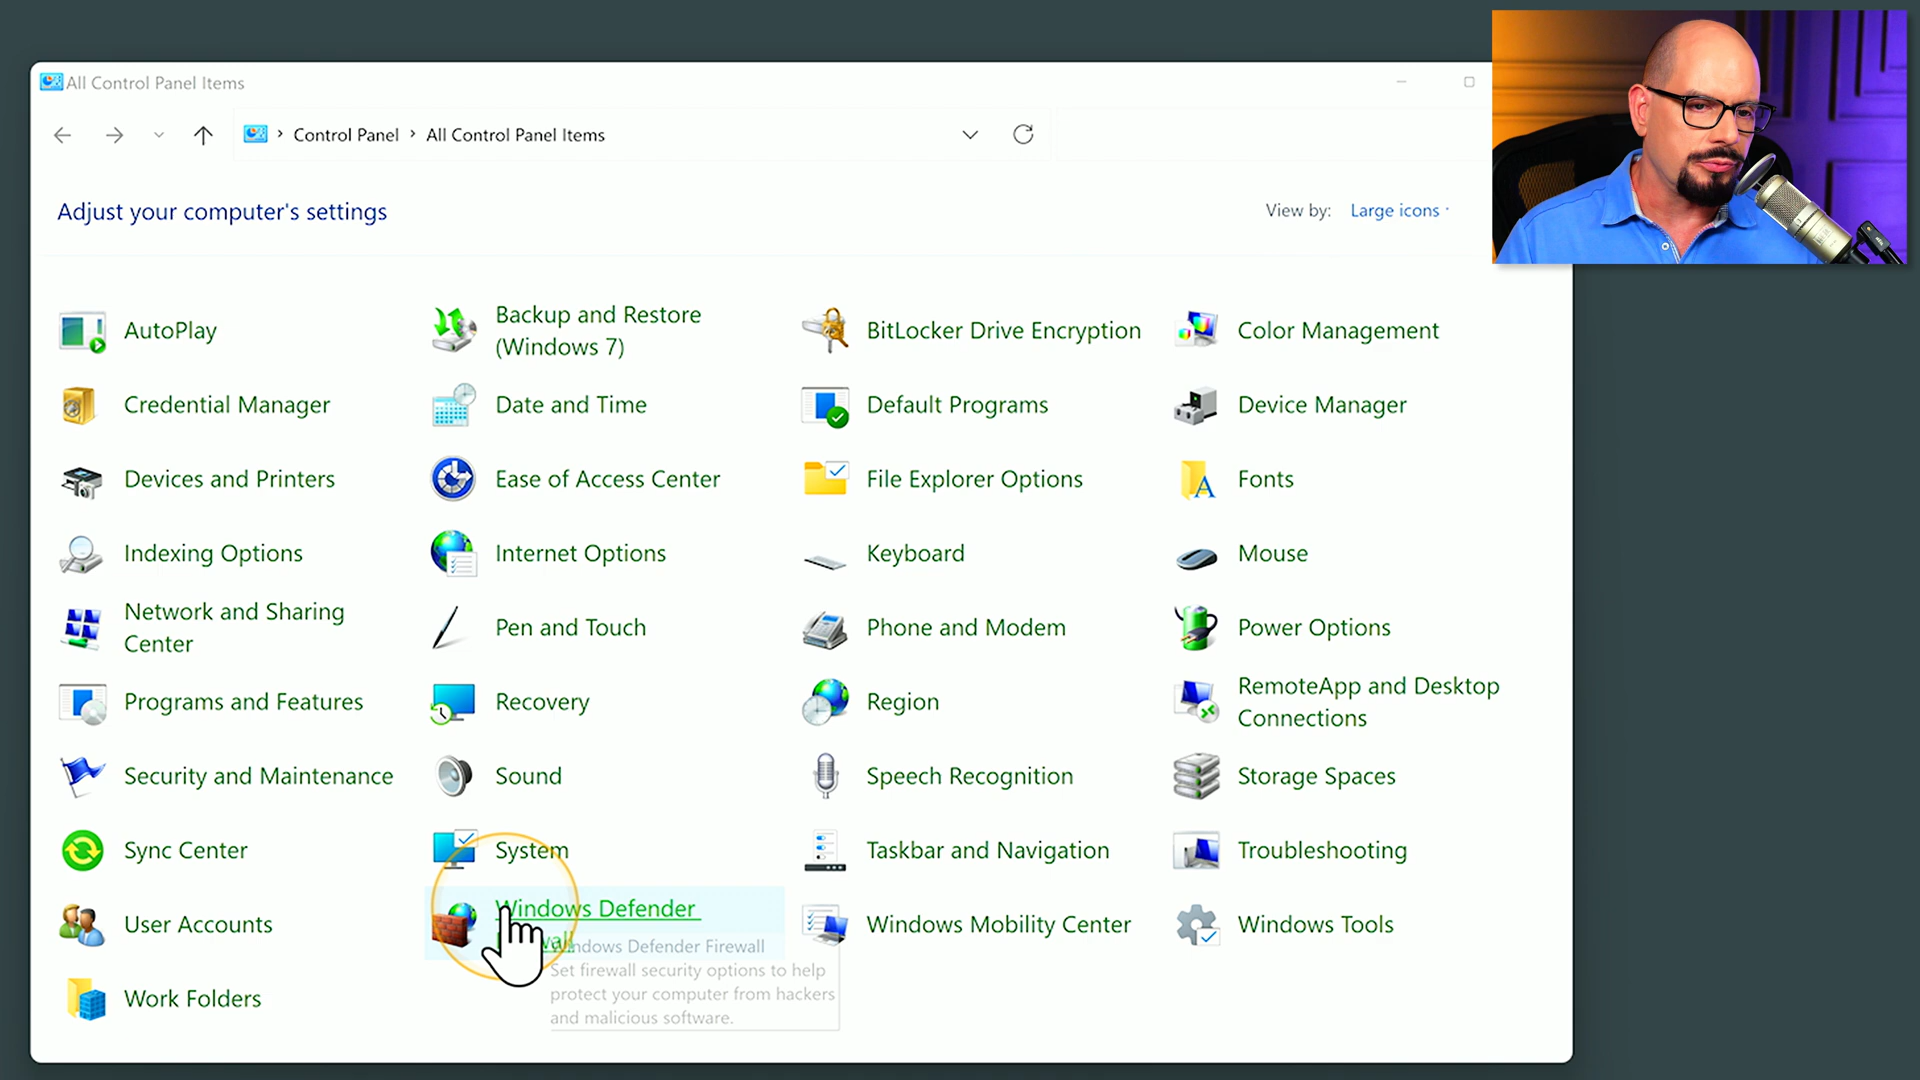 All Control Panel Items
Control Panel
All Control Panel Items
Adjust your computer's settings
View by:
Large icons
AutoPlay
Backup and Restore
(Windows 7)
BitLocker Drive Encryption
Color Management
Credential Manager
Date and Time
Default Programs
Device Manager
Devices and Printers
Ease of Access Center
File Explorer Options
Fonts
Indexing Options
Internet Options
Keyboard
Mouse
Network and Sharing
Center
Pen and Touch
Phone and Modem
Power Options
Programs and Features
Recovery
Region
RemoteApp and Desktop
Connections
Security and Maintenance
Sound
Speech Recognition
Storage Spaces
Sync Center
System
Taskbar and Navigation
Troubleshooting
User Accounts
Windows Defender
Windows Mobility Center
Windows Tools
Windows Defender Firewall
Set firewall security options to help
protect your computer from hackers
and malicious software.
Work Folders